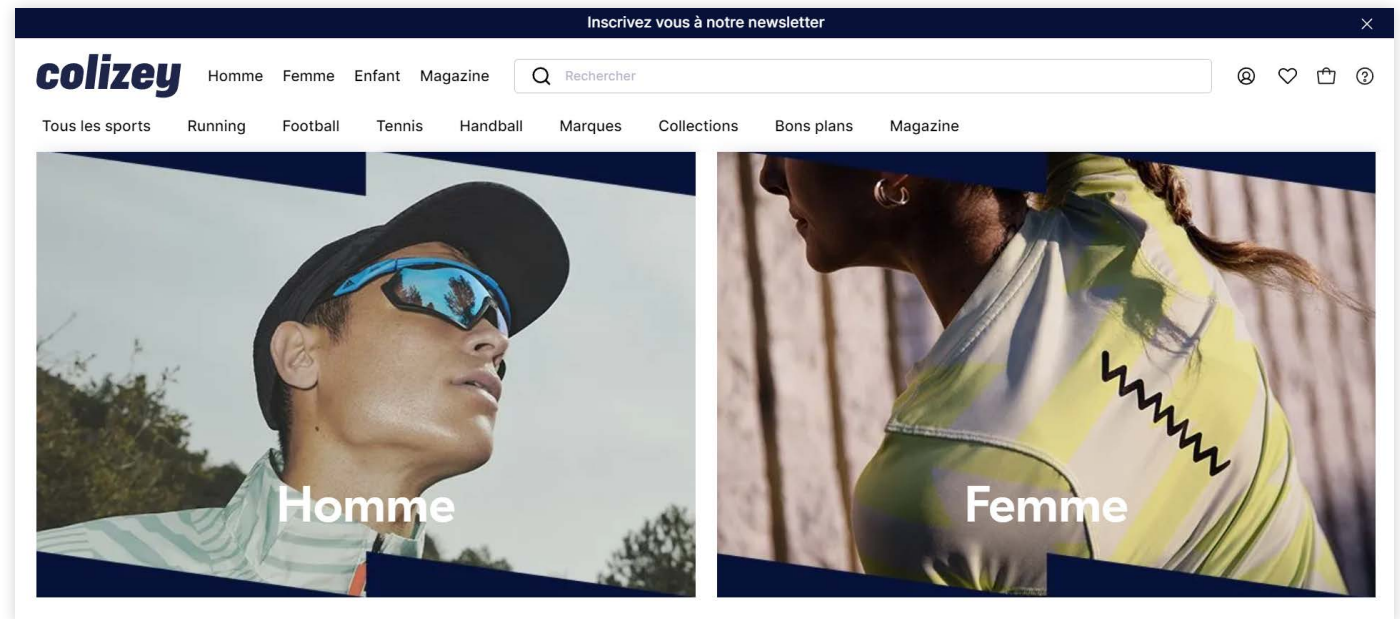 Inscrivez vous à notre newsletter
colizey Homme Femme Enfant Magazine Rechercher
Tous les sports Running Football Tennis Handball Marques Collections Bons plans Magazine
Homme Femme